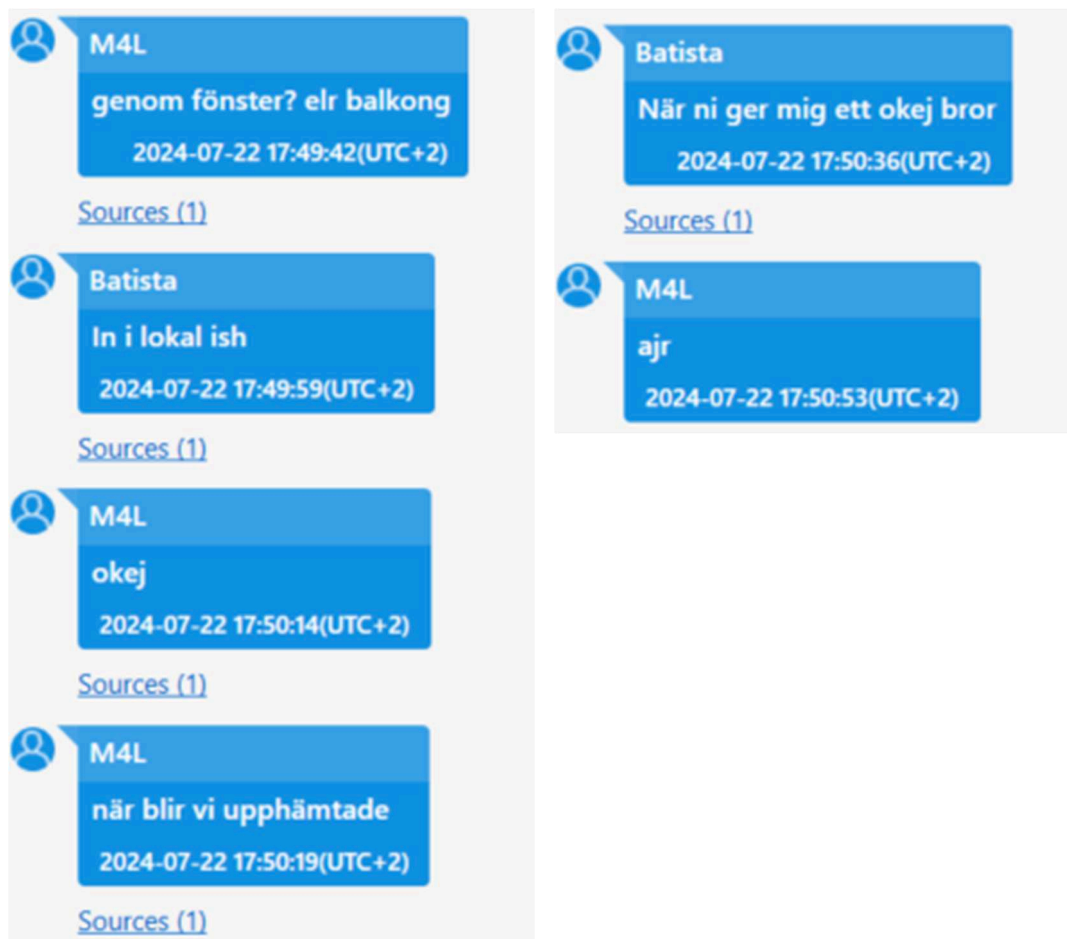 M4L
genom fönster? elr balkong
2024-07-22 17:49:42(UTC+2)
Sources (1)
Batista
In i lokal ish
2024-07-22 17:49:59(UTC+2)
Sources (1)
M4L
okej
2024-07-22 17:50:14(UTC+2)
Sources (1)
M4L
när blir vi upphämtade
2024-07-22 17:50:19(UTC+2)
Sources (1)
Batista
När ni ger mig ett okej bror
2024-07-22 17:50:36(UTC+2)
Sources (1)
M4L
ajr
2024-07-22 17:50:53(UTC+2)